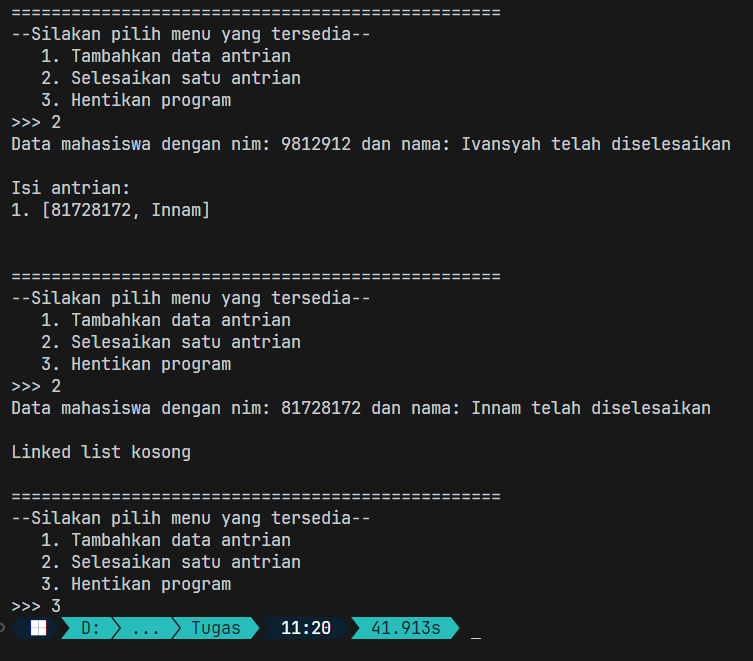 =================================================
--Silakan pilih menu yang tersedia--
   1. Tambahkan data antrian
   2. Selesaikan satu antrian
   3. Hentikan program
>>> 2
Data mahasiswa dengan nim: 9812912 dan nama: Ivansyah telah diselesaikan

Isi antrian:
1. [81728172, Innam]


=================================================
--Silakan pilih menu yang tersedia--
   1. Tambahkan data antrian
   2. Selesaikan satu antrian
   3. Hentikan program
>>> 2
Data mahasiswa dengan nim: 81728172 dan nama: Innam telah diselesaikan

Linked list kosong

=================================================
--Silakan pilih menu yang tersedia--
   1. Tambahkan data antrian
   2. Selesaikan satu antrian
   3. Hentikan program
>>> 3
D: ... Tugas 11:20 41.913s _